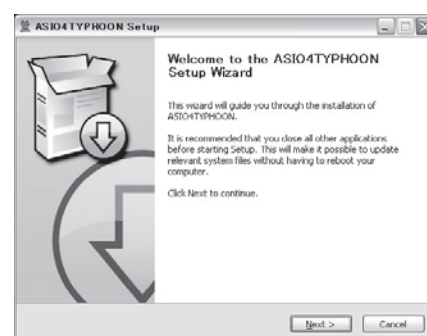 ASIO4TYPHOON Setup
Welcome to the ASIO4TYPHOON
Setup Wizard
This wizard will guide you through the installation of
ASIO4TYPHOON.
It is recommended that you close all other applications
before starting Setup. This will make it possible to update
relevant system files without having to reboot your
computer.
Click Next to continue.
Next >
Cancel